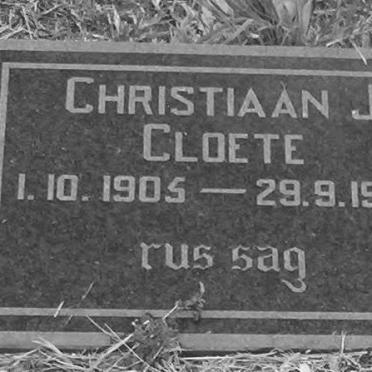 CHRISTIAAN J
CLOETE
1.10.1905 — 29.9.19
rus sag